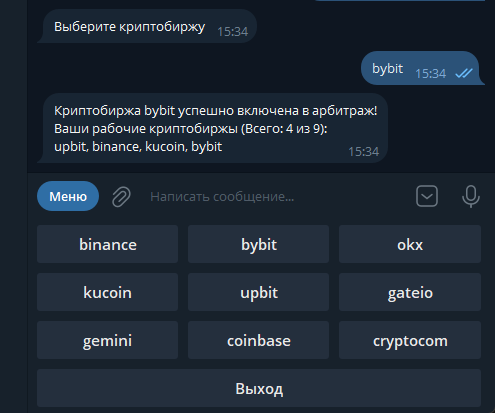 Выберите криптобиржу 15:34
bybit 15:34
Криптобиржа bybit успешно включена в арбитраж!
Ваши рабочие криптобиржы (Всего: 4 из 9):
upbit, binance, kucoin, bybit
15:34
Меню Написать сообщение...
binance bybit okx
kucoin upbit gateio
gemini coinbase cryptocom
Выход